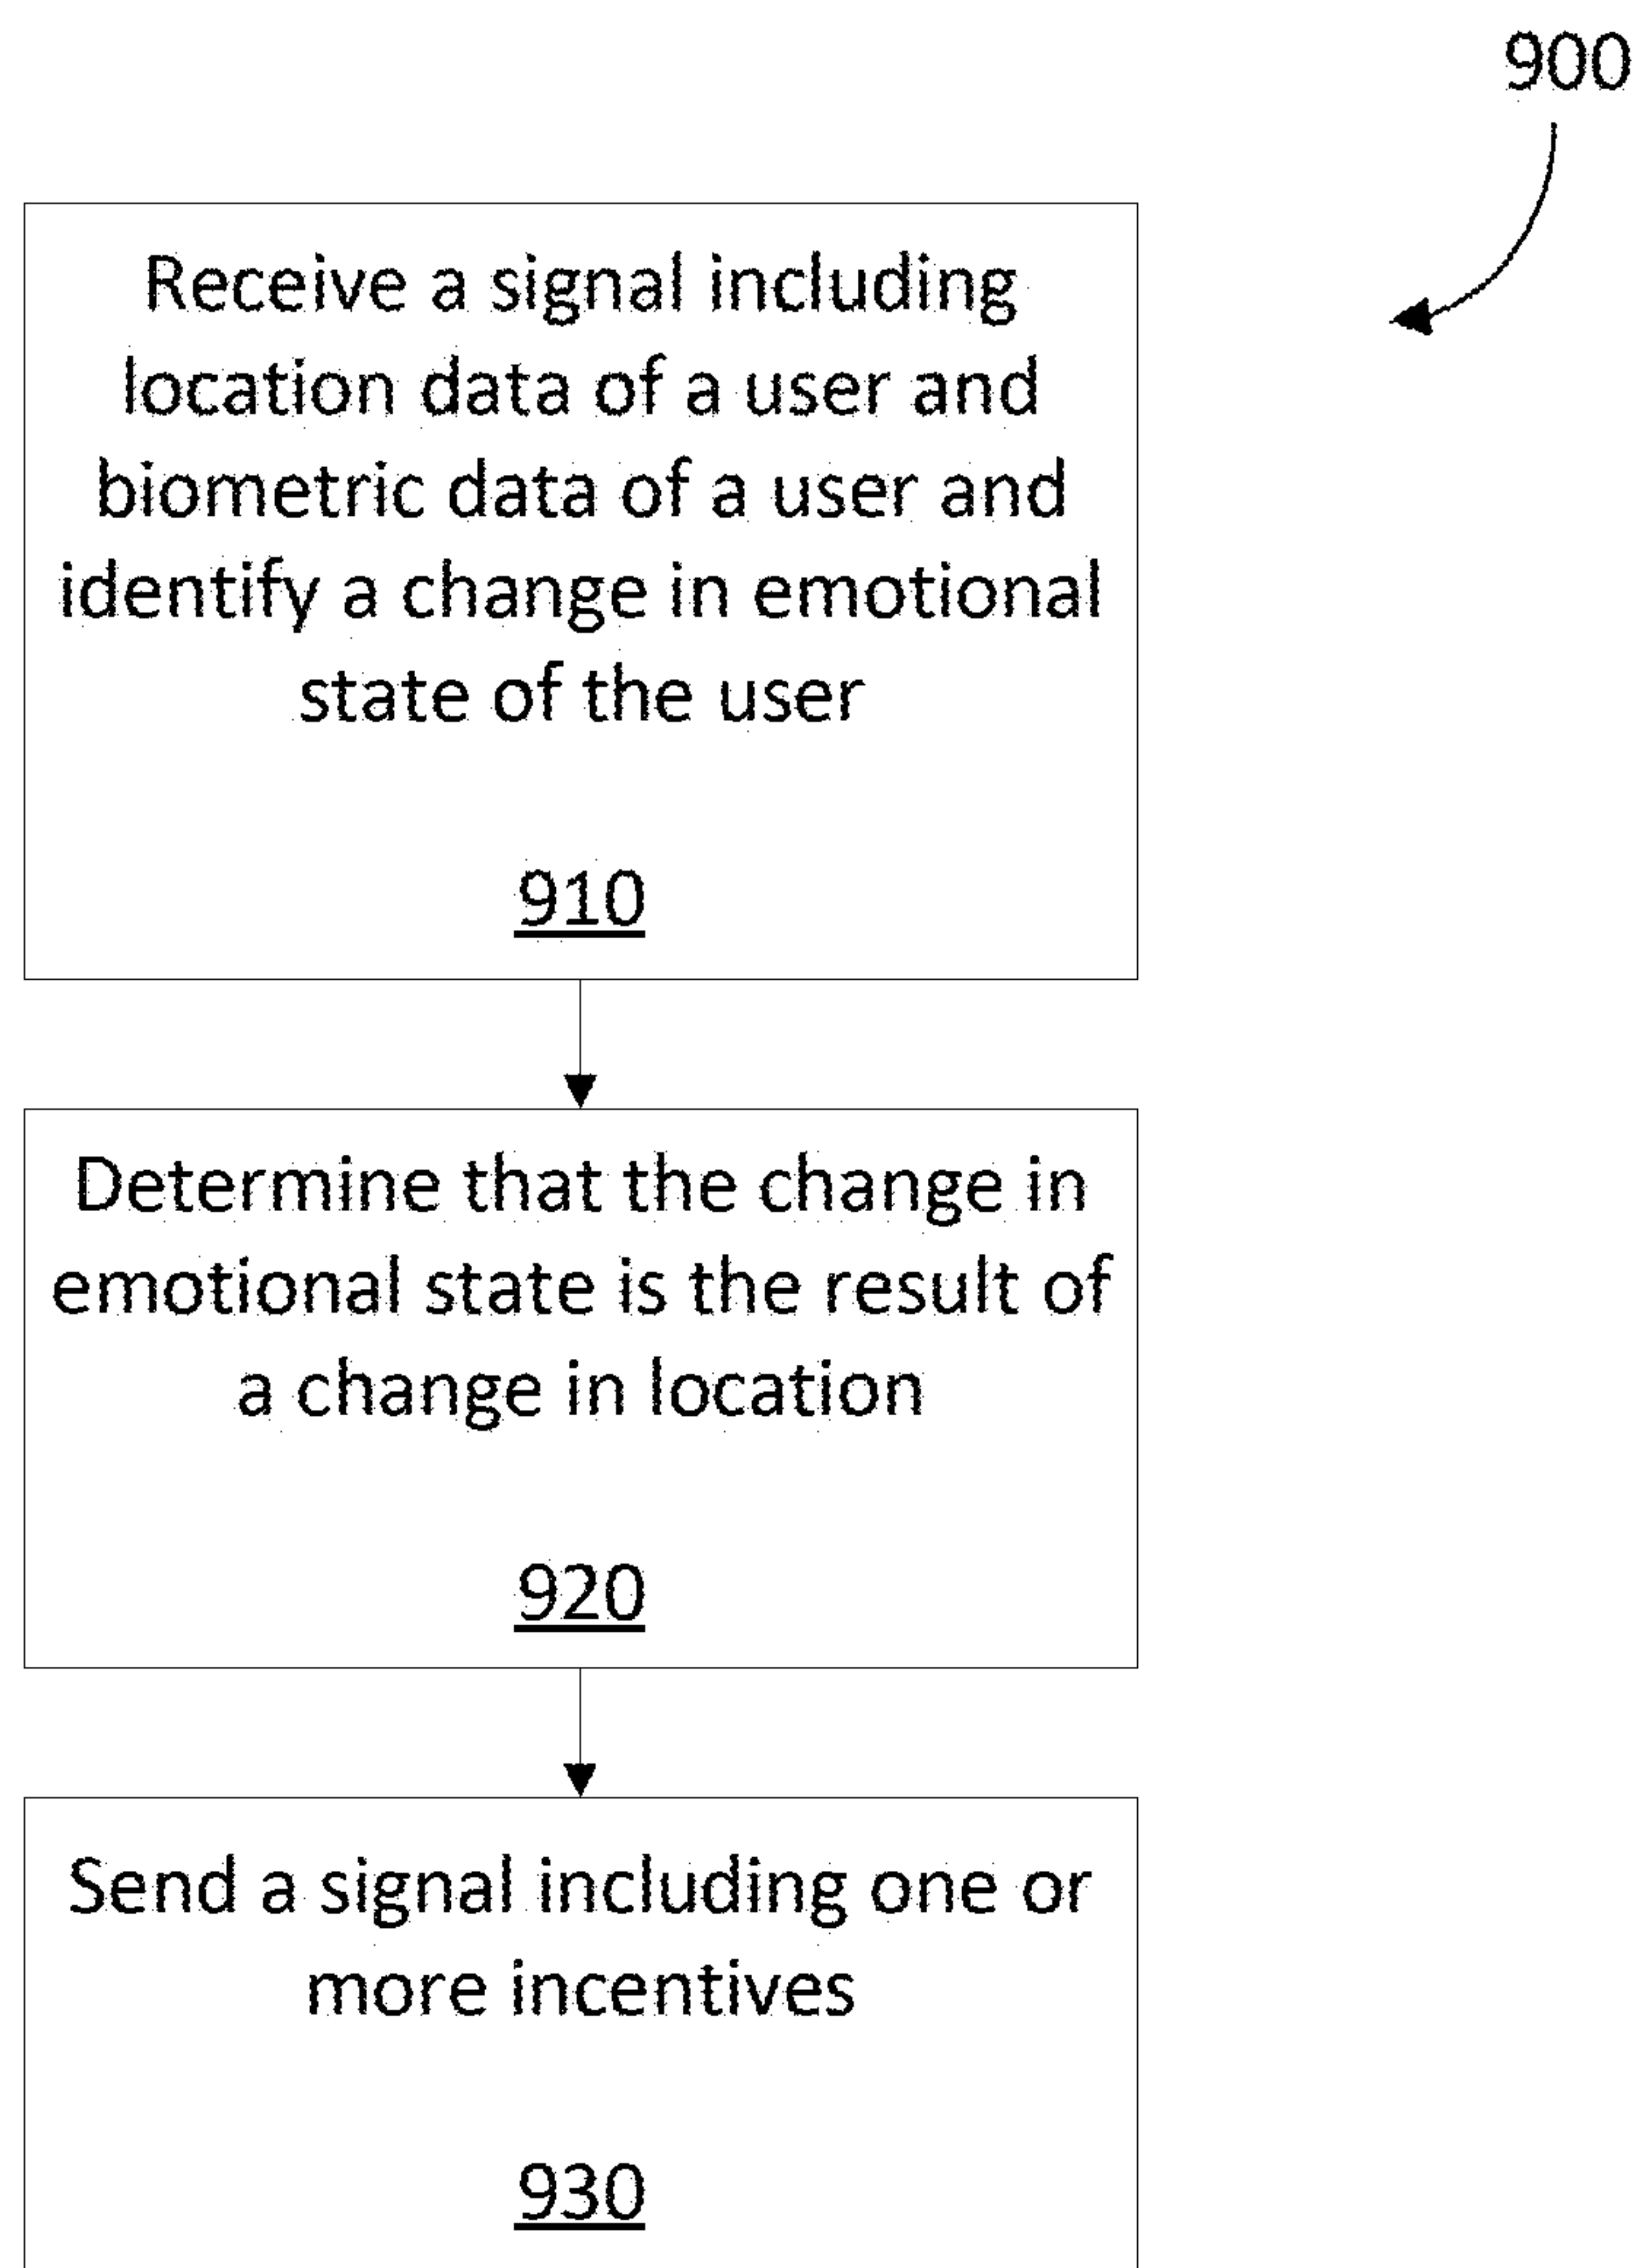 900
Receive a signal including
location data of a user and
biometric data of a user and
identify a change in emotional
state of the user
910
Determine that the change in
emotional state is the result of
a change in location
920
Send a signal including one or
more incentives
930